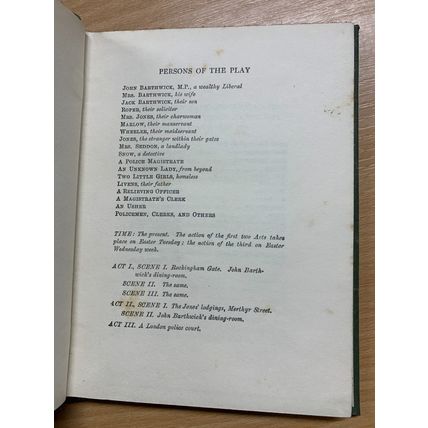 PERSONS OF THE PLAY
JOHN BARTHWICK, M.P., a wealthy Liberal
MRS. BARTHWICK, his wife
JACK BARTHWICK, their son
ROPER, their solicitor
MRS. JONES, their charwoman
MARLOW, their manservant
WHEELER, their maidservant
JONES, the stranger within their gates
MRS. SEDDON, a landlady
SNOW, a detective
A POLICE MAGISTRATE
AN UNKNOWN LADY, from beyond
TWO LITTLE GIRLS, homeless
LIVENS, their father
A RELIEVING OFFICER
A MAGISTRATE'S CLERK
AN USHER
POLICEMEN, CLERKS, AND OTHERS
TIME: The present. The action of the first two Acts takes
place on Easter Tuesday; the action of the third on Easter
Wednesday week.
ACT I., SCENE I. Rockingham Gate. John Barth-
wick's dining-room.
SCENE II. The same.
SCENE III. The same.
ACT II., SCENE I. The Jones' lodgings, Merthyr Street.
SCENE II. John Barthwick's dining-room.
ACT III. A London police court.